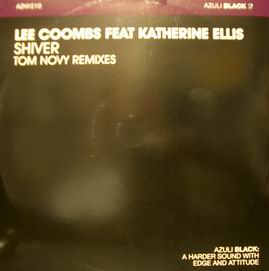 AZNY210
AZULI BLACK 2
LEE COOMBS FEAT KATHERINE ELLIS
SHIVER
TOM NOVY REMIXES
AZULI BLACK:
A HARDER SOUND WITH
EDGE AND ATTITUDE